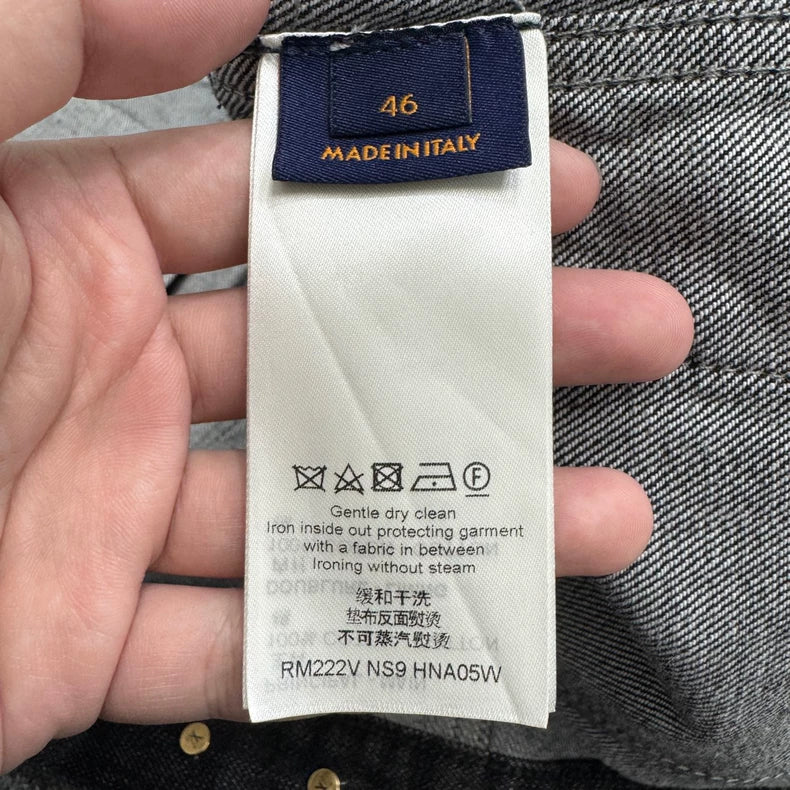 46
MADE IN ITALY
F
Gentle dry clean
Iron inside out protecting garment
with a fabric in between
Ironing without steam
缓和干洗
垫布反面熨烫
不可蒸汽熨烫
RM222V NS9 HNA05W